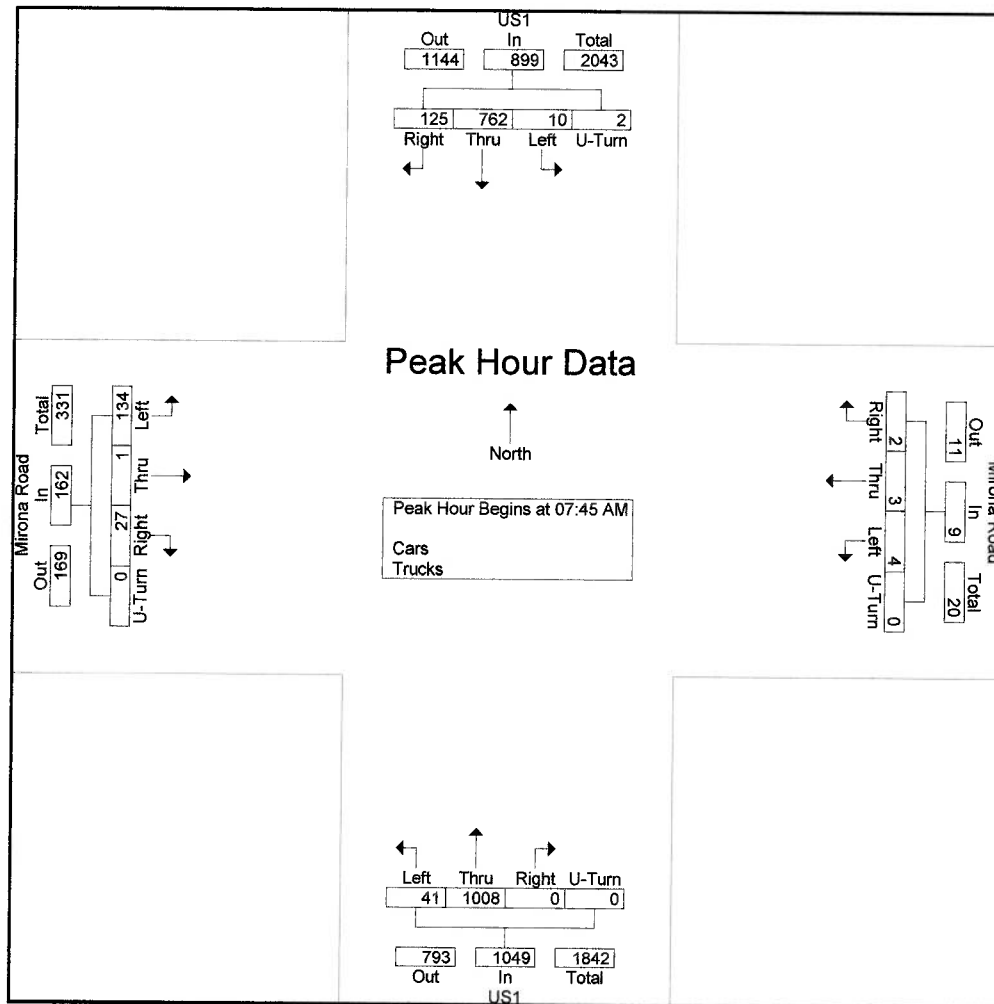 US1
Out In Total
1144 899 2043
125 762 10 2
Right Thru Left U-Turn
Peak Hour Data
North
Peak Hour Begins at 07:45 AM
Cars
Trucks
Mirona Road
Total In Out
331 162 169
134 1 27 0
Left Thru Right U-Turn
Right Thru Left U-Turn
2 3 4 0
Out In Total
11 9 20
Mirona Road
Left Thru Right U-Turn
41 1008 0 0
793 1049 1842
Out In Total
US1